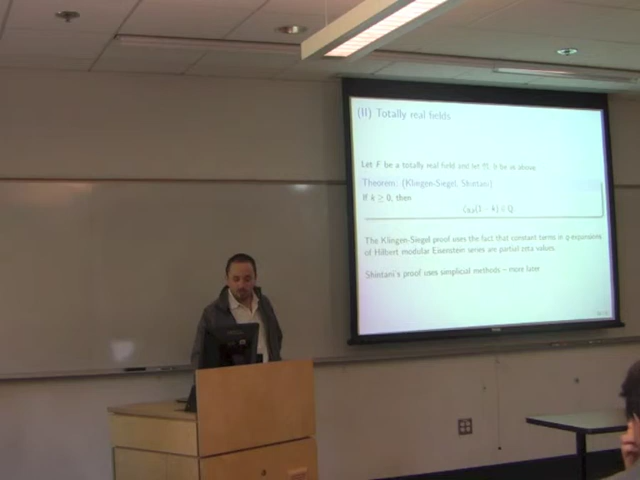 (II) Totally real fields
Let F be a totally real field and let 𝔐, b be as above.
Theorem: (Klingen-Siegel, Shintani)
If k ≥ 0, then
(1 − k) ∈ Q
The Klingen-Siegel proof uses the fact that constant terms in q-expansions
of Hilbert modular Eisenstein series are partial zeta values.
Shintani's proof uses simplicial methods – more later